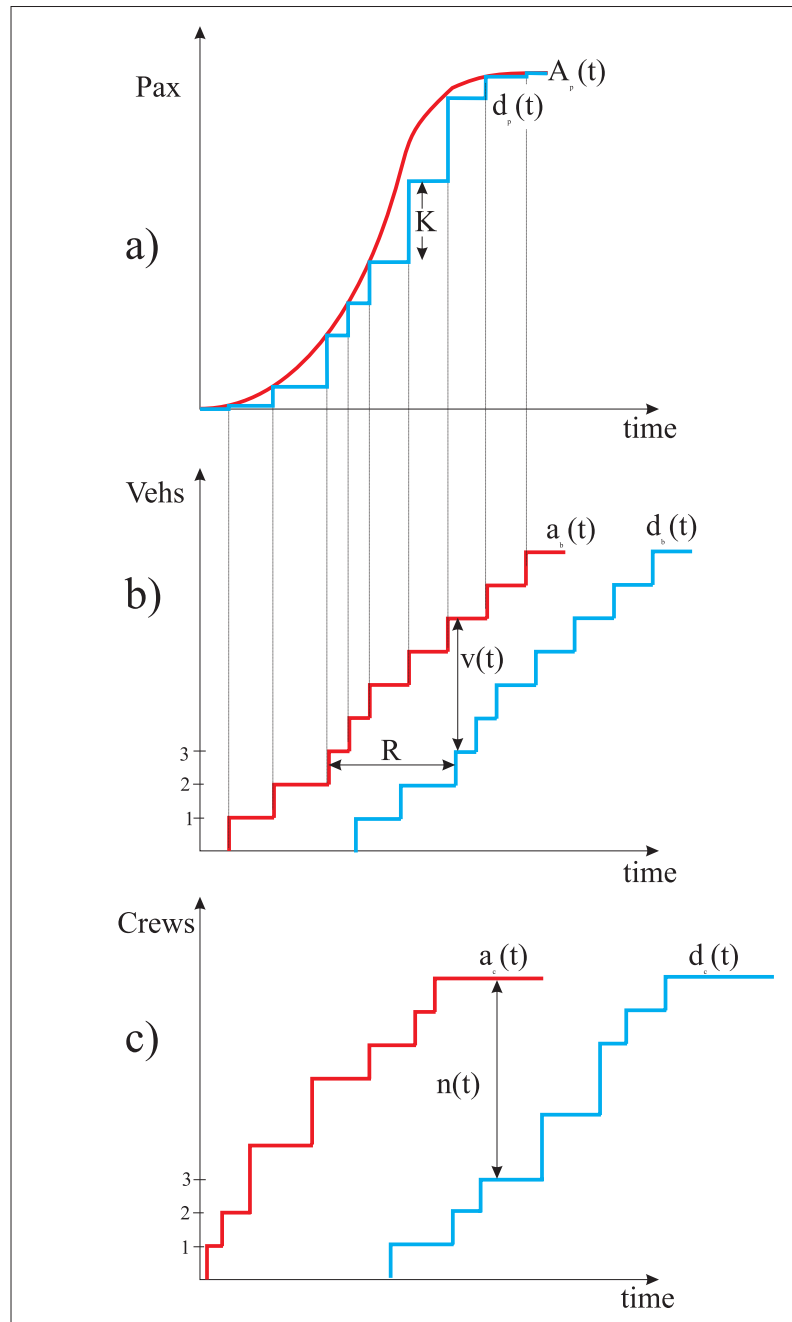 Pax
A_p(t)
d_p(t)
K
a)
time
Vehs
a_b(t)
d_b(t)
b)
v(t)
R
3
2
1
time
Crews
a_c(t)
d_c(t)
c)
n(t)
3
2
1
time